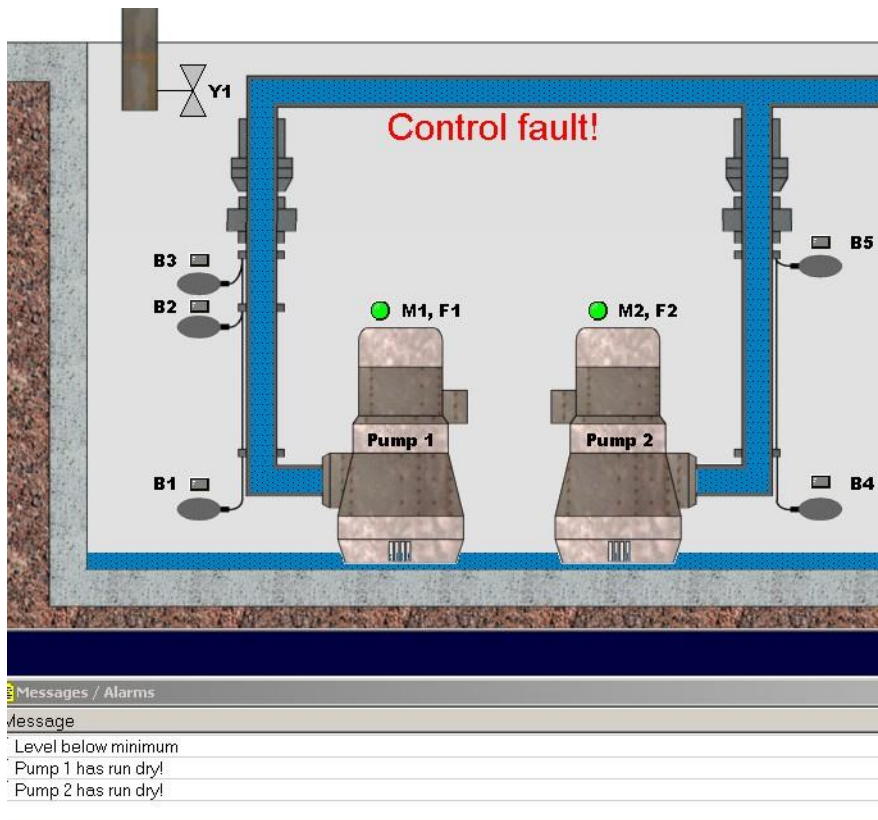 Y1
Control fault!
B3
B5
B2
M1, F1
M2, F2
Pump 1
Pump 2
B1
B4
Messages / Alarms
Message
Level below minimum
Pump 1 has run dry!
Pump 2 has run dry!